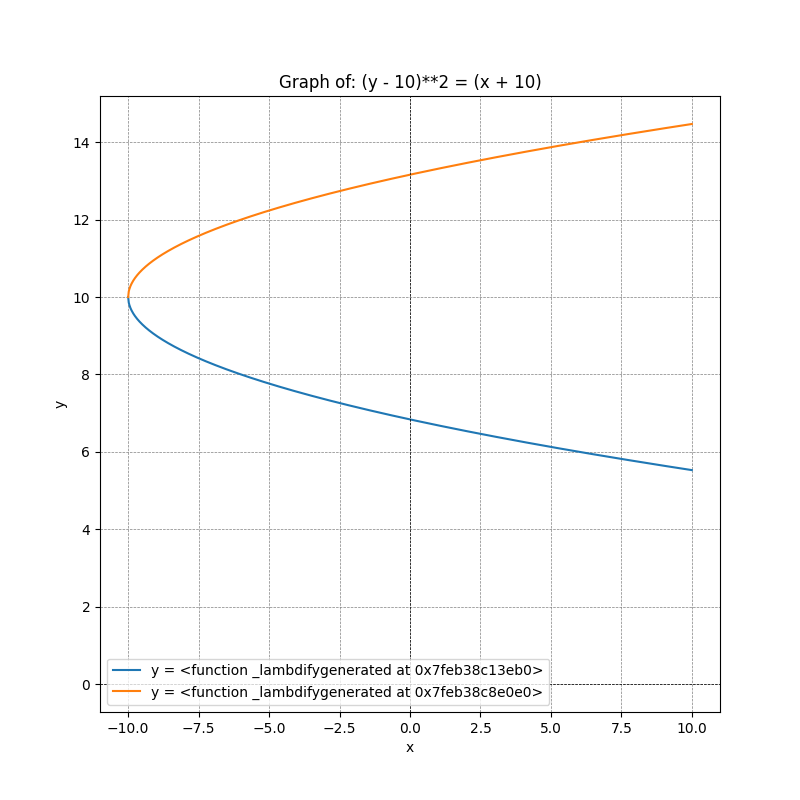 Graph of: (y - 10)**2 = (x + 10)
14
12
10
8
6
4
2
0
y
y = <function _lambdifygenerated at 0x7feb38c13eb0>
y = <function _lambdifygenerated at 0x7feb38c8e0e0>
−10.0 −7.5 −5.0 −2.5 0.0 2.5 5.0 7.5 10.0
x